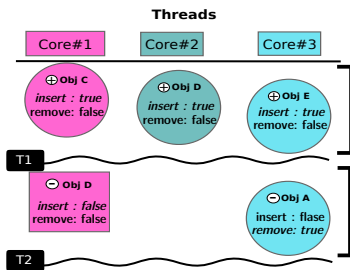 Threads
Core#1 Core#2 Core#3
+ Obj C
insert : true
remove: false
+ Obj D
insert : true
remove: false
+ Obj E
insert : true
remove: false
T1
− Obj D
insert : false
remove: false
− Obj A
insert : flase
remove: true
T2